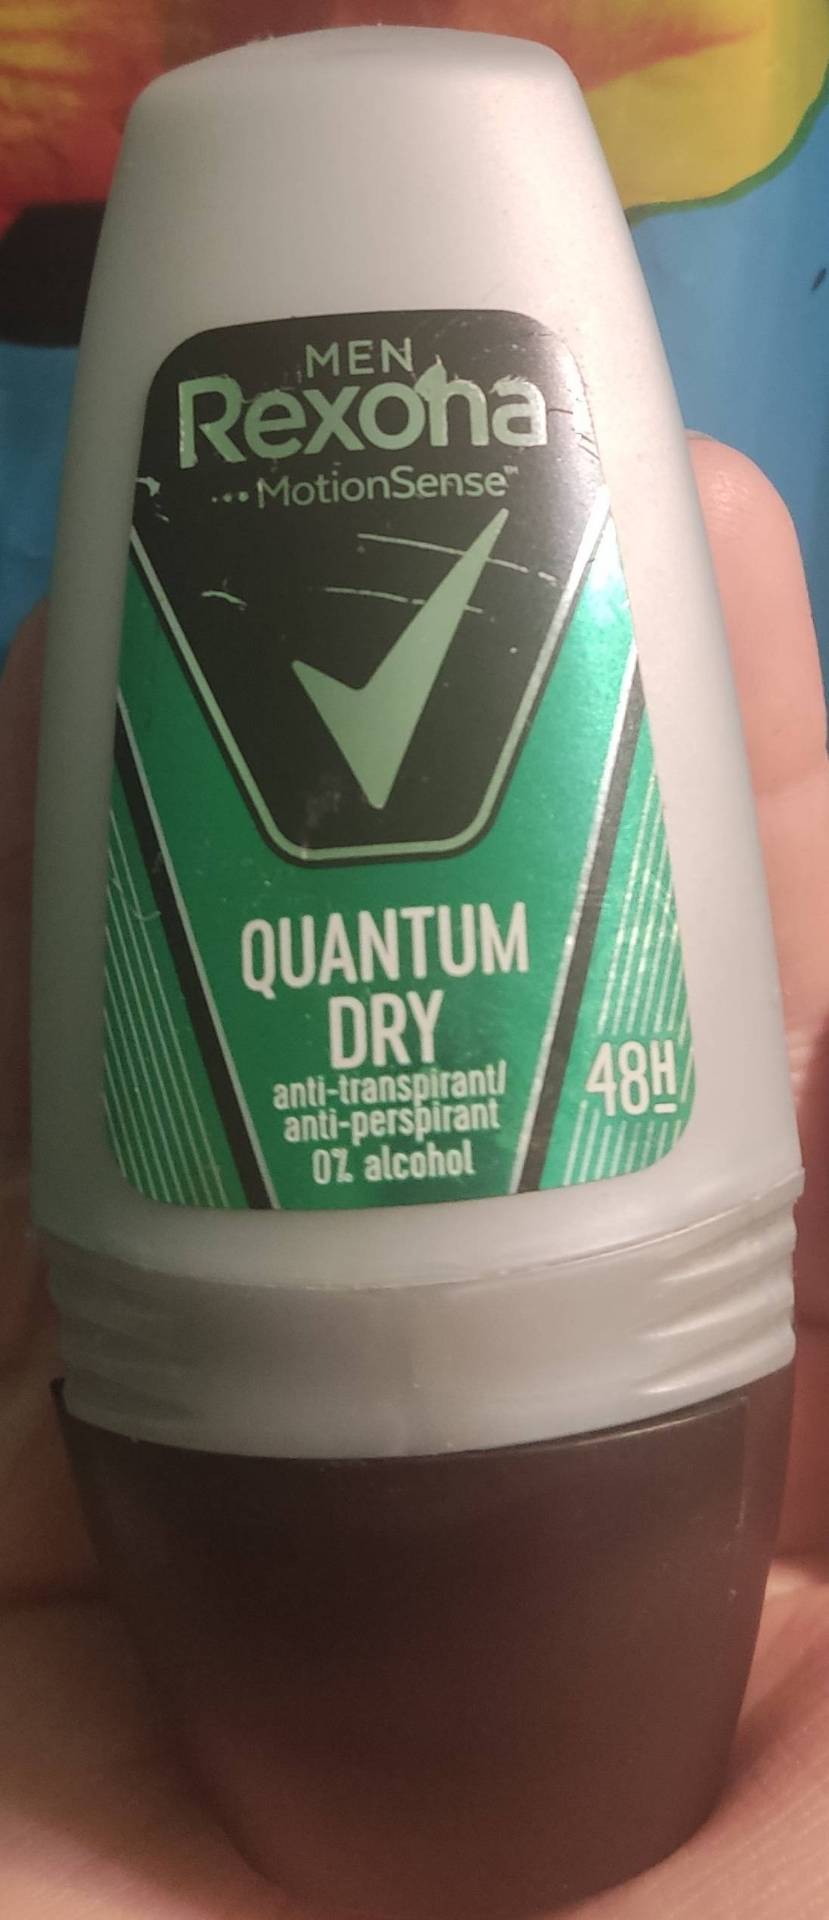 MEN
Rexona
...MotionSense™
QUANTUM
DRY
anti-transpirant/
anti-perspirant
0% alcohol
48H